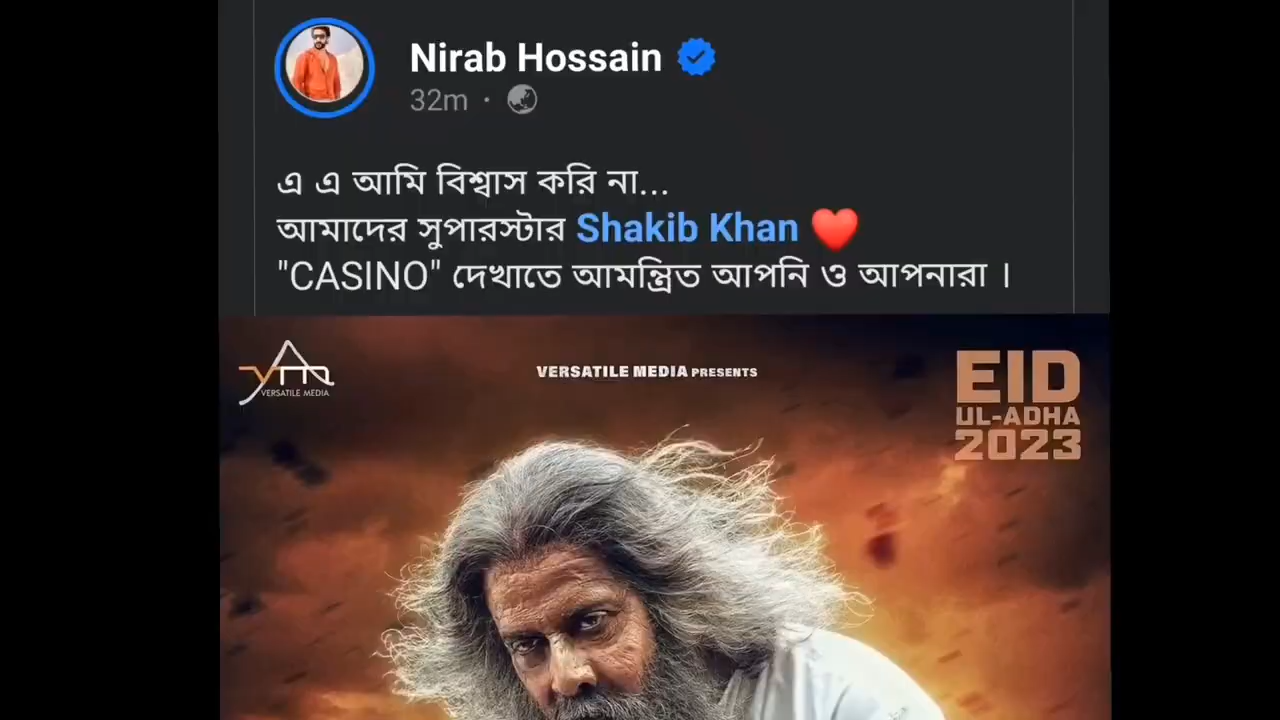 Nirab Hossain
32m ·
এ এ আমি বিশ্বাস করি না...
আমাদের সুপারস্টার Shakib Khan ❤️
"CASINO" দেখাতে আমন্ত্রিত আপনি ও আপনারা ।
VERSATILE MEDIA
VERSATILE MEDIA PRESENTS
EID
UL-ADHA
2023